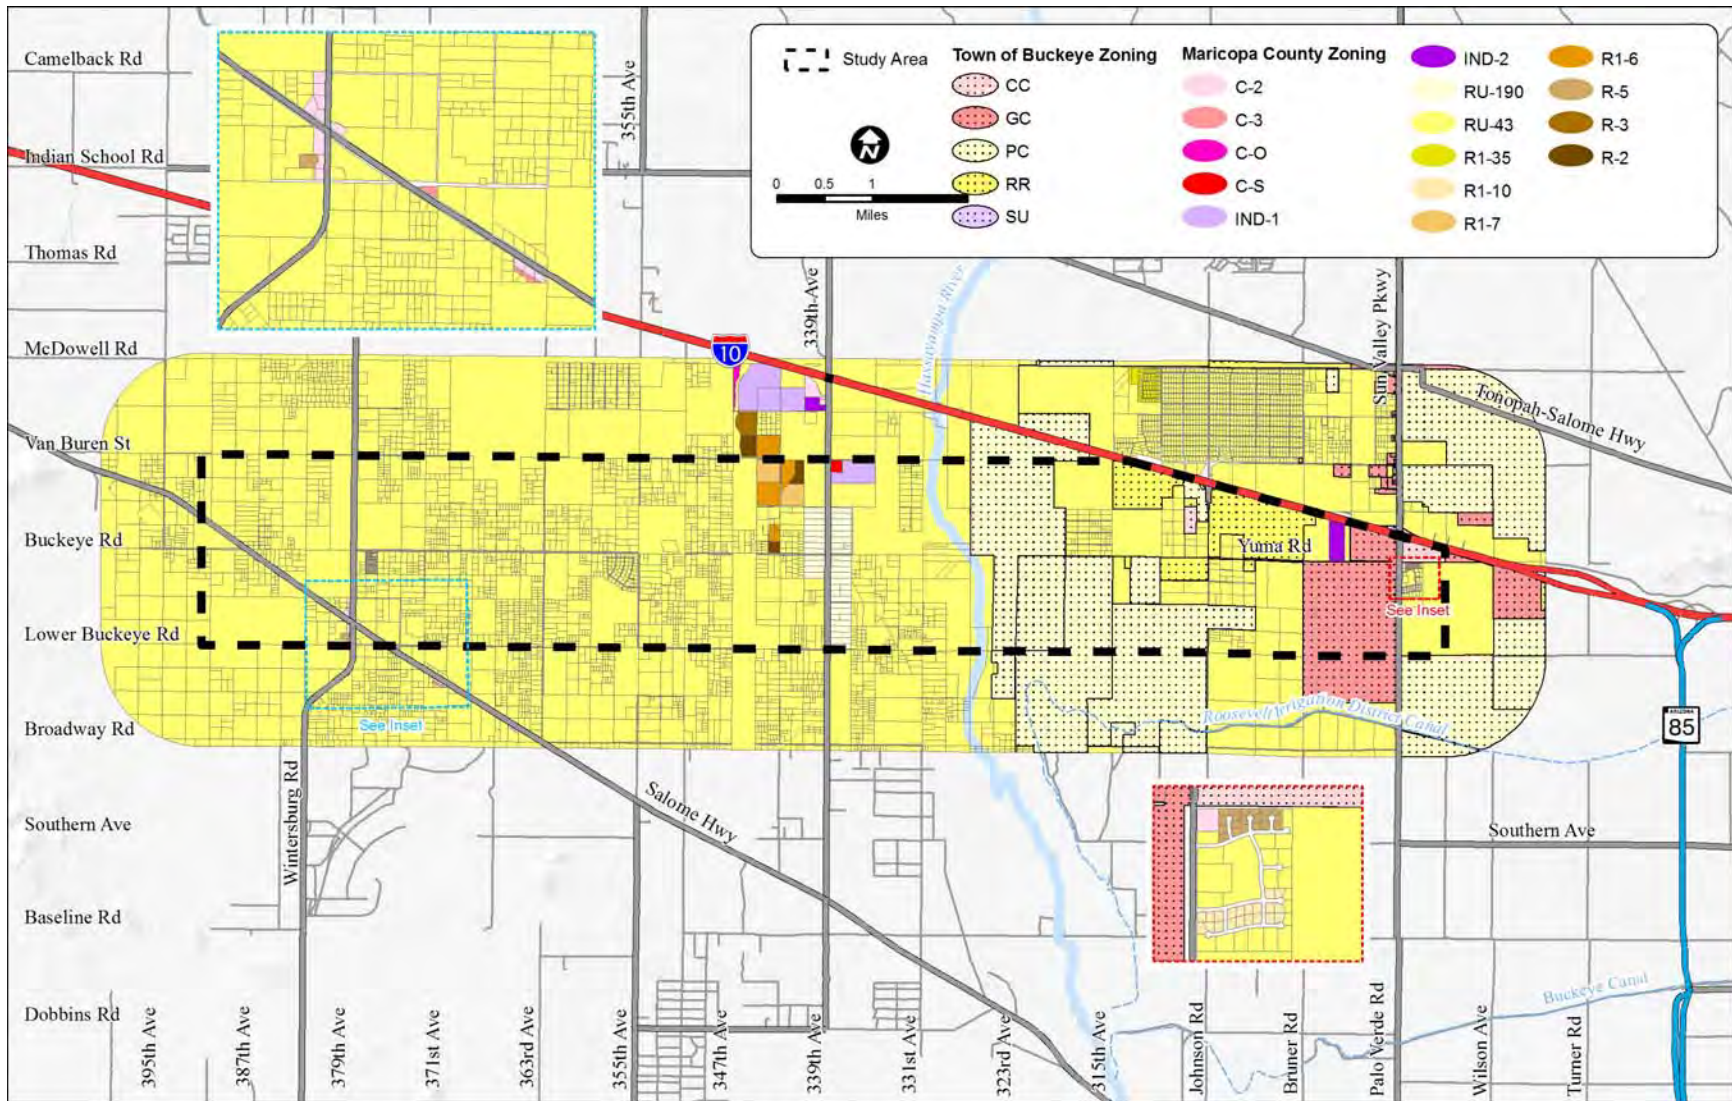 Camelback Rd
Indian School Rd
Thomas Rd
McDowell Rd
Van Buren St
Buckeye Rd
Lower Buckeye Rd
Broadway Rd
Southern Ave
Baseline Rd
Dobbins Rd
355th Ave
339th-Ave
Hassayampa River
Sun Valley Pkwy
Tonopah-Salome Hwy
10
Study Area
N
0 0.5 1
Miles
Town of Buckeye Zoning
CC
GC
PC
RR
SU
Maricopa County Zoning
C-2
C-3
C-O
C-S
IND-1
IND-2
RU-190
RU-43
R1-35
R1-10
R1-7
R1-6
R-5
R-3
R-2
Yuma Rd
See Inset
See Inset
Roosevelt Irrigation District Canal
ARIZONA
85
Wintersburg Rd
Salome Hwy
Southern Ave
Buckeye Canal
395th Ave
387th Ave
379th Ave
371st Ave
363rd Ave
355th Ave
347th Ave
339th Ave
331st Ave
323rd Ave
315th Ave
Johnson Rd
Bruner Rd
Palo Verde Rd
Wilson Ave
Turner Rd